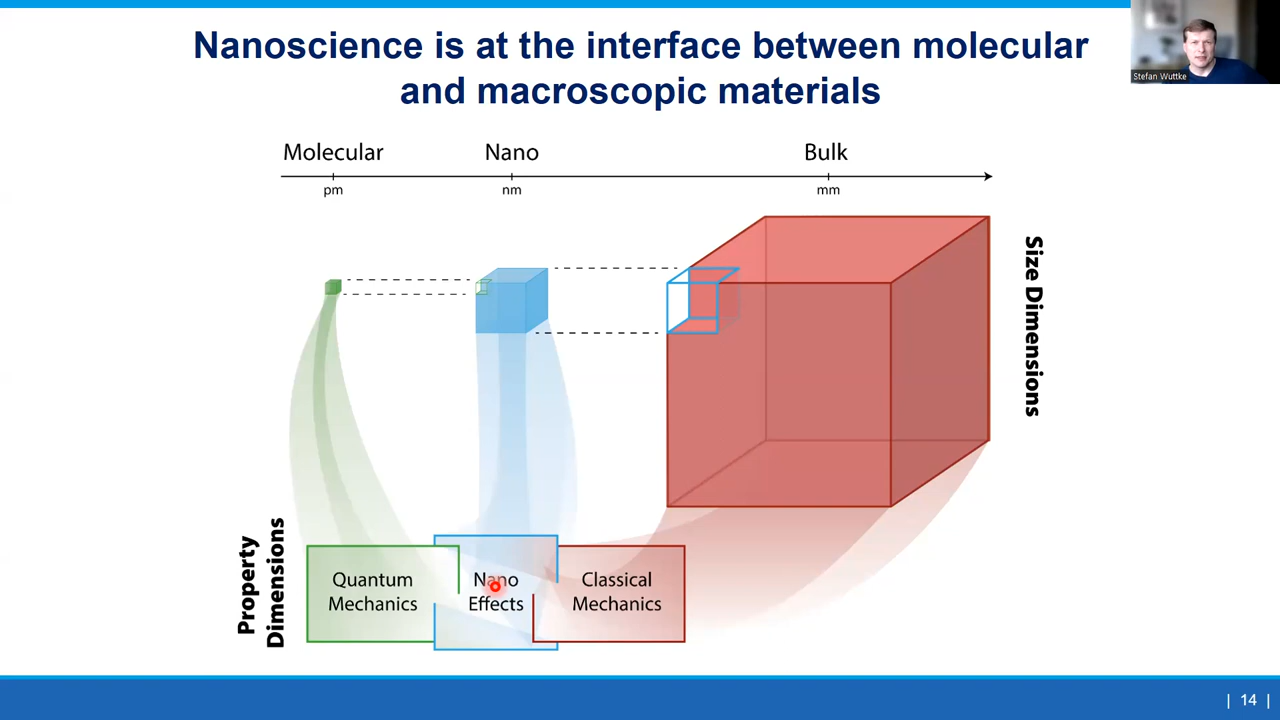 Nanoscience is at the interface between molecular
and macroscopic materials
Stefan Wuttke
Molecular
Nano
Bulk
pm
nm
mm
Size Dimensions
Property
Dimensions
Quantum
Mechanics
Nano
Effects
Classical
Mechanics
| 14 |